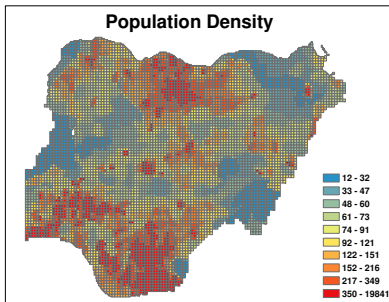 Population Density
12 - 32
33 - 47
48 - 60
61 - 73
74 - 91
92 - 121
122 - 151
152 - 216
217 - 349
350 - 19841